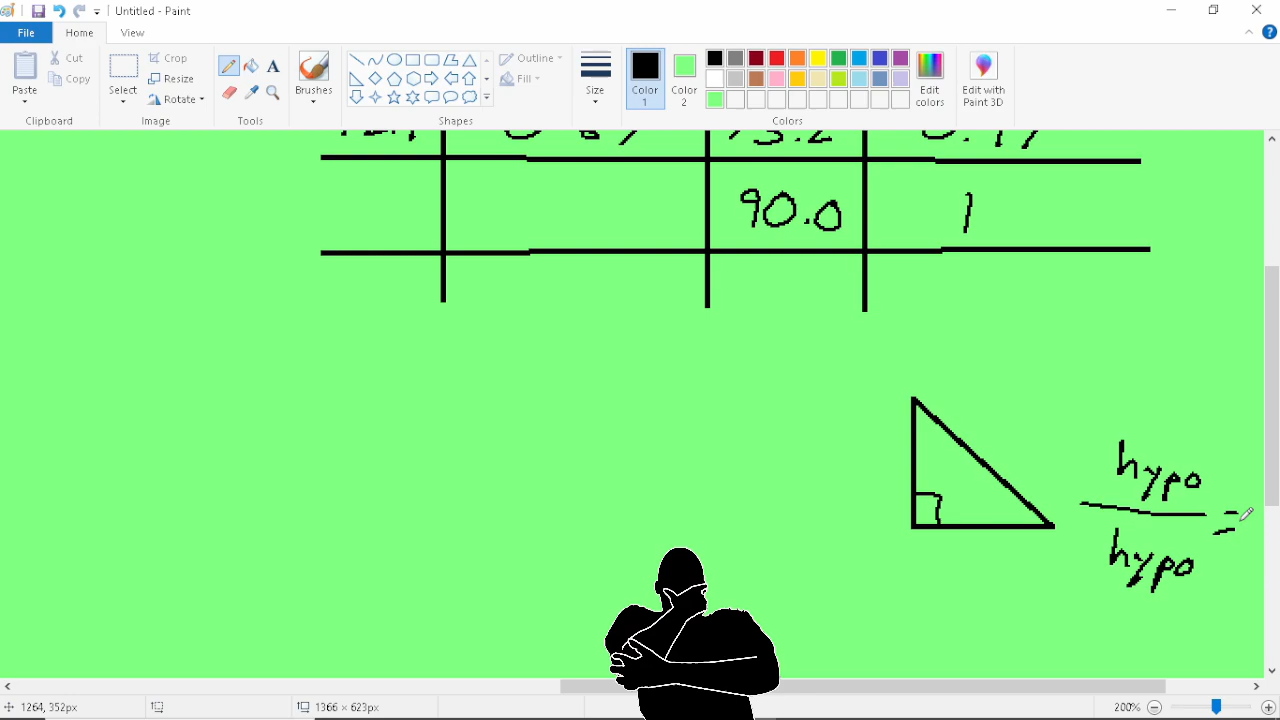 Untitled - Paint
File Home View
Paste
Cut
Copy
Clipboard
Select
Crop
Rotate
Image
Tools
Brushes
Shapes
Outline
Fill
Size
Color 1
Color 2
Edit colors
Colors
Edit with Paint 3D
90.0 1
hypo
hypo
=
1264, 52px
1366 × 623px
200%